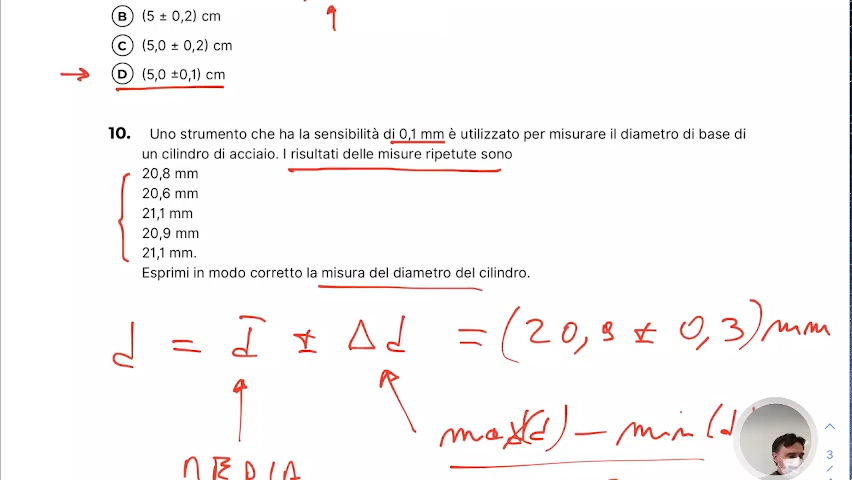 B (5 ± 0,2) cm
C (5,0 ± 0,2) cm
→ D (5,0 ±0,1) cm
10. Uno strumento che ha la sensibilità di 0,1 mm è utilizzato per misurare il diametro di base di
un cilindro di acciaio. I risultati delle misure ripetute sono
20,8 mm
20,6 mm
21,1 mm
20,9 mm
21,1 mm.
Esprimi in modo corretto la misura del diametro del cilindro.
d = d̅ ± Δd = (20,9 ± 0,3) mm
max(d) − min(d
MEDIA
3